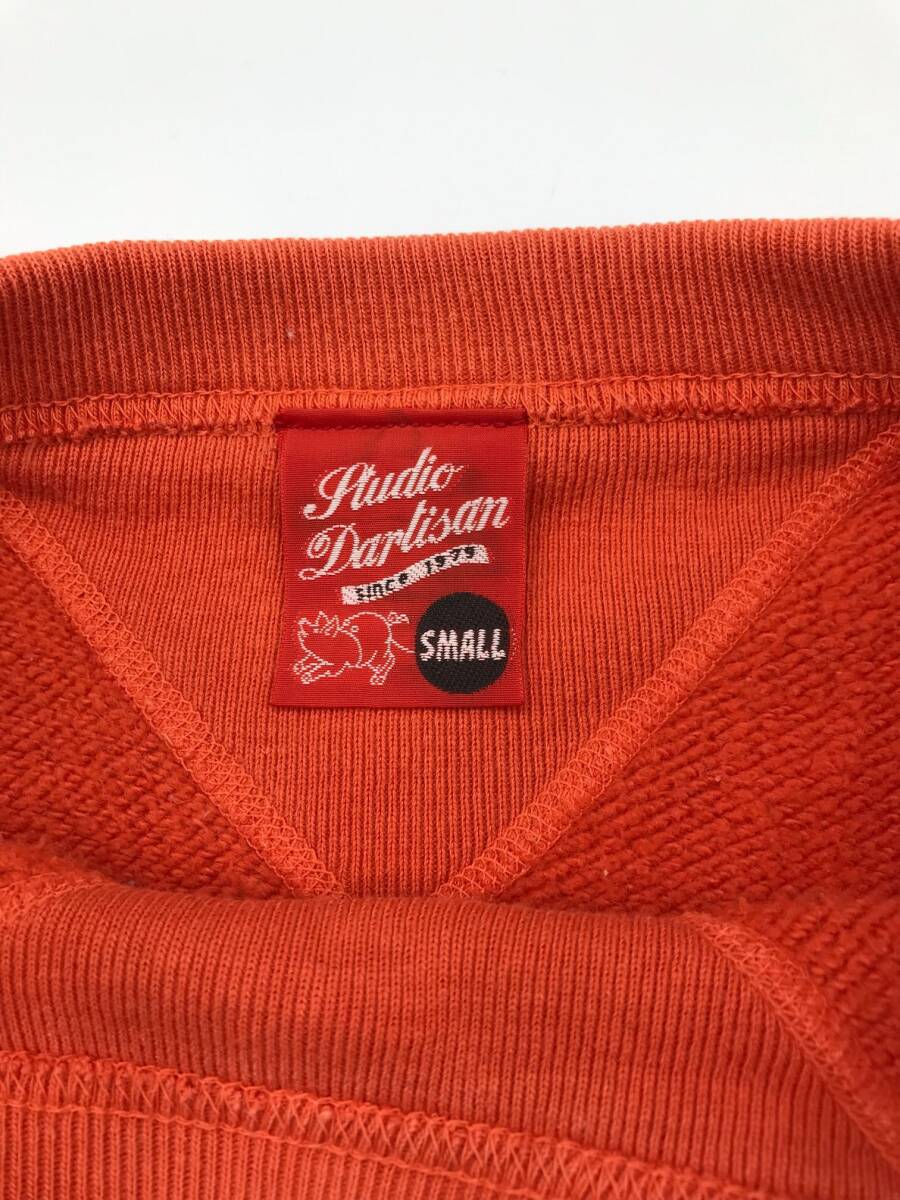 Studio
Dartisan
since 1979
SMALL